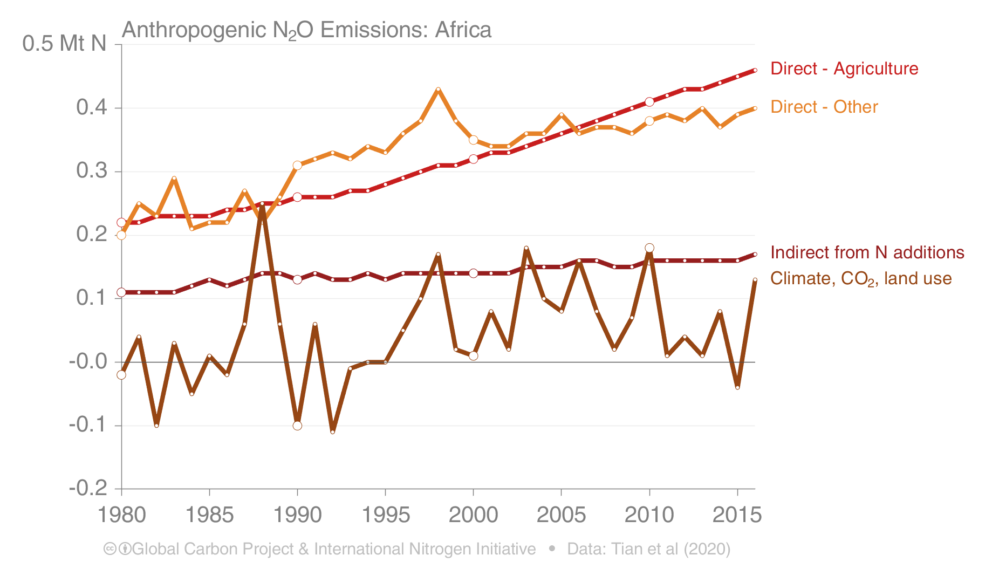 Anthropogenic N₂O Emissions: Africa
0.5 Mt N
0.4
0.3
0.2
0.1
-0.0
-0.1
-0.2
Direct - Agriculture
Direct - Other
Indirect from N additions
Climate, CO₂, land use
1980 1985 1990 1995 2000 2005 2010 2015
cc Global Carbon Project & International Nitrogen Initiative • Data: Tian et al (2020)